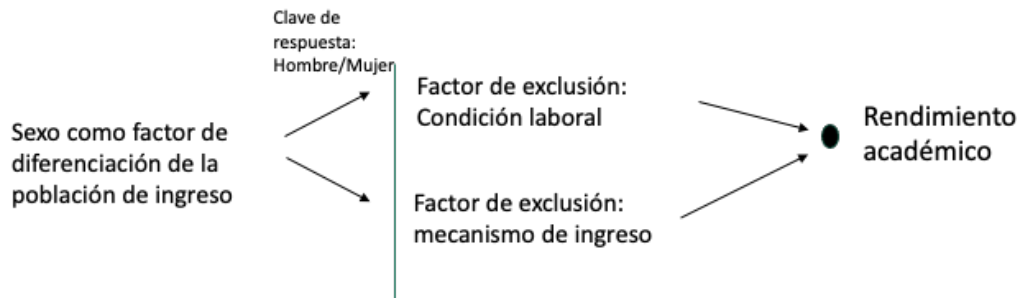 Clave de
respuesta:
Hombre/Mujer
Sexo como factor de
diferenciación de la
población de ingreso
Factor de exclusión:
Condición laboral
Factor de exclusión:
mecanismo de ingreso
Rendimiento
académico